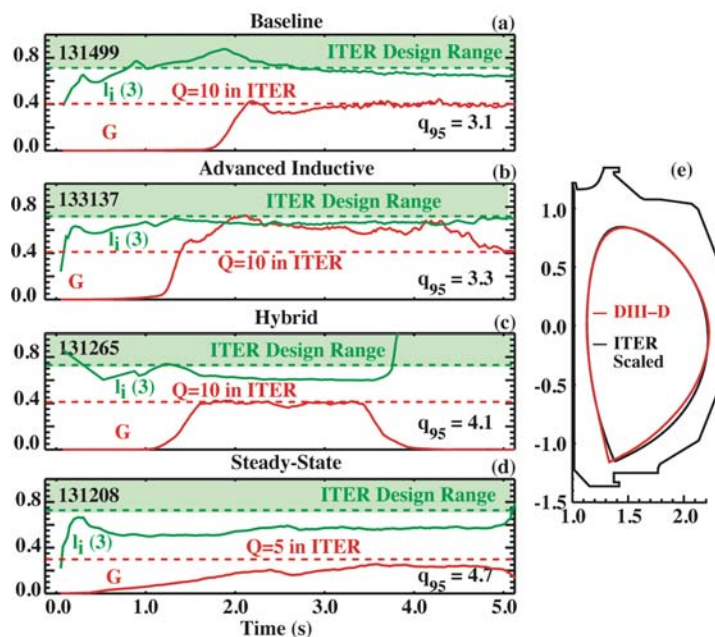 Baseline
(a)
0.8
131499
ITER Design Range
li (3)
Q=10 in ITER
0.4
G
q95 = 3.1
0.0
Advanced Inductive
(b)
0.8
133137
ITER Design Range
li (3)
0.4
Q=10 in ITER
G
q95 = 3.3
0.0
Hybrid
(c)
0.8
131265
ITER Design Range
li (3)
Q=10 in ITER
0.4
G
q95 = 4.1
0.0
Steady-State
(d)
0.8
131208
ITER Design Range
li (3)
0.4
Q=5 in ITER
G
q95 = 4.7
0.0
0.0 1.0 2.0 3.0 4.0 5.0
Time (s)
(e)
1.0
0.5
DIII–D
0.0
ITER
Scaled
-0.5
-1.0
-1.5
1.0 1.5 2.0